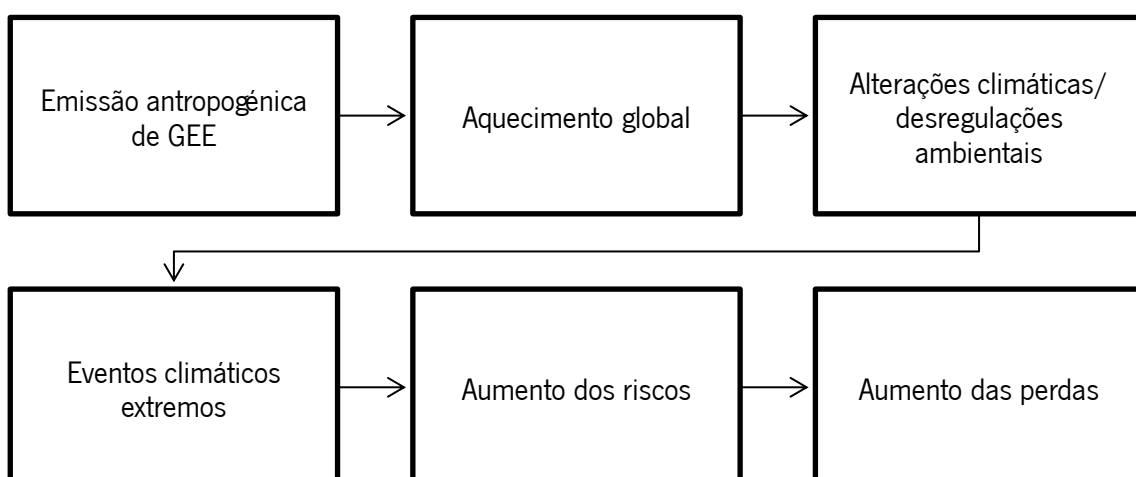 Emissão antropogénica
de GEE
Aquecimento global
Alterações climáticas/
desregulações
ambientais
Eventos climáticos
extremos
Aumento dos riscos
Aumento das perdas